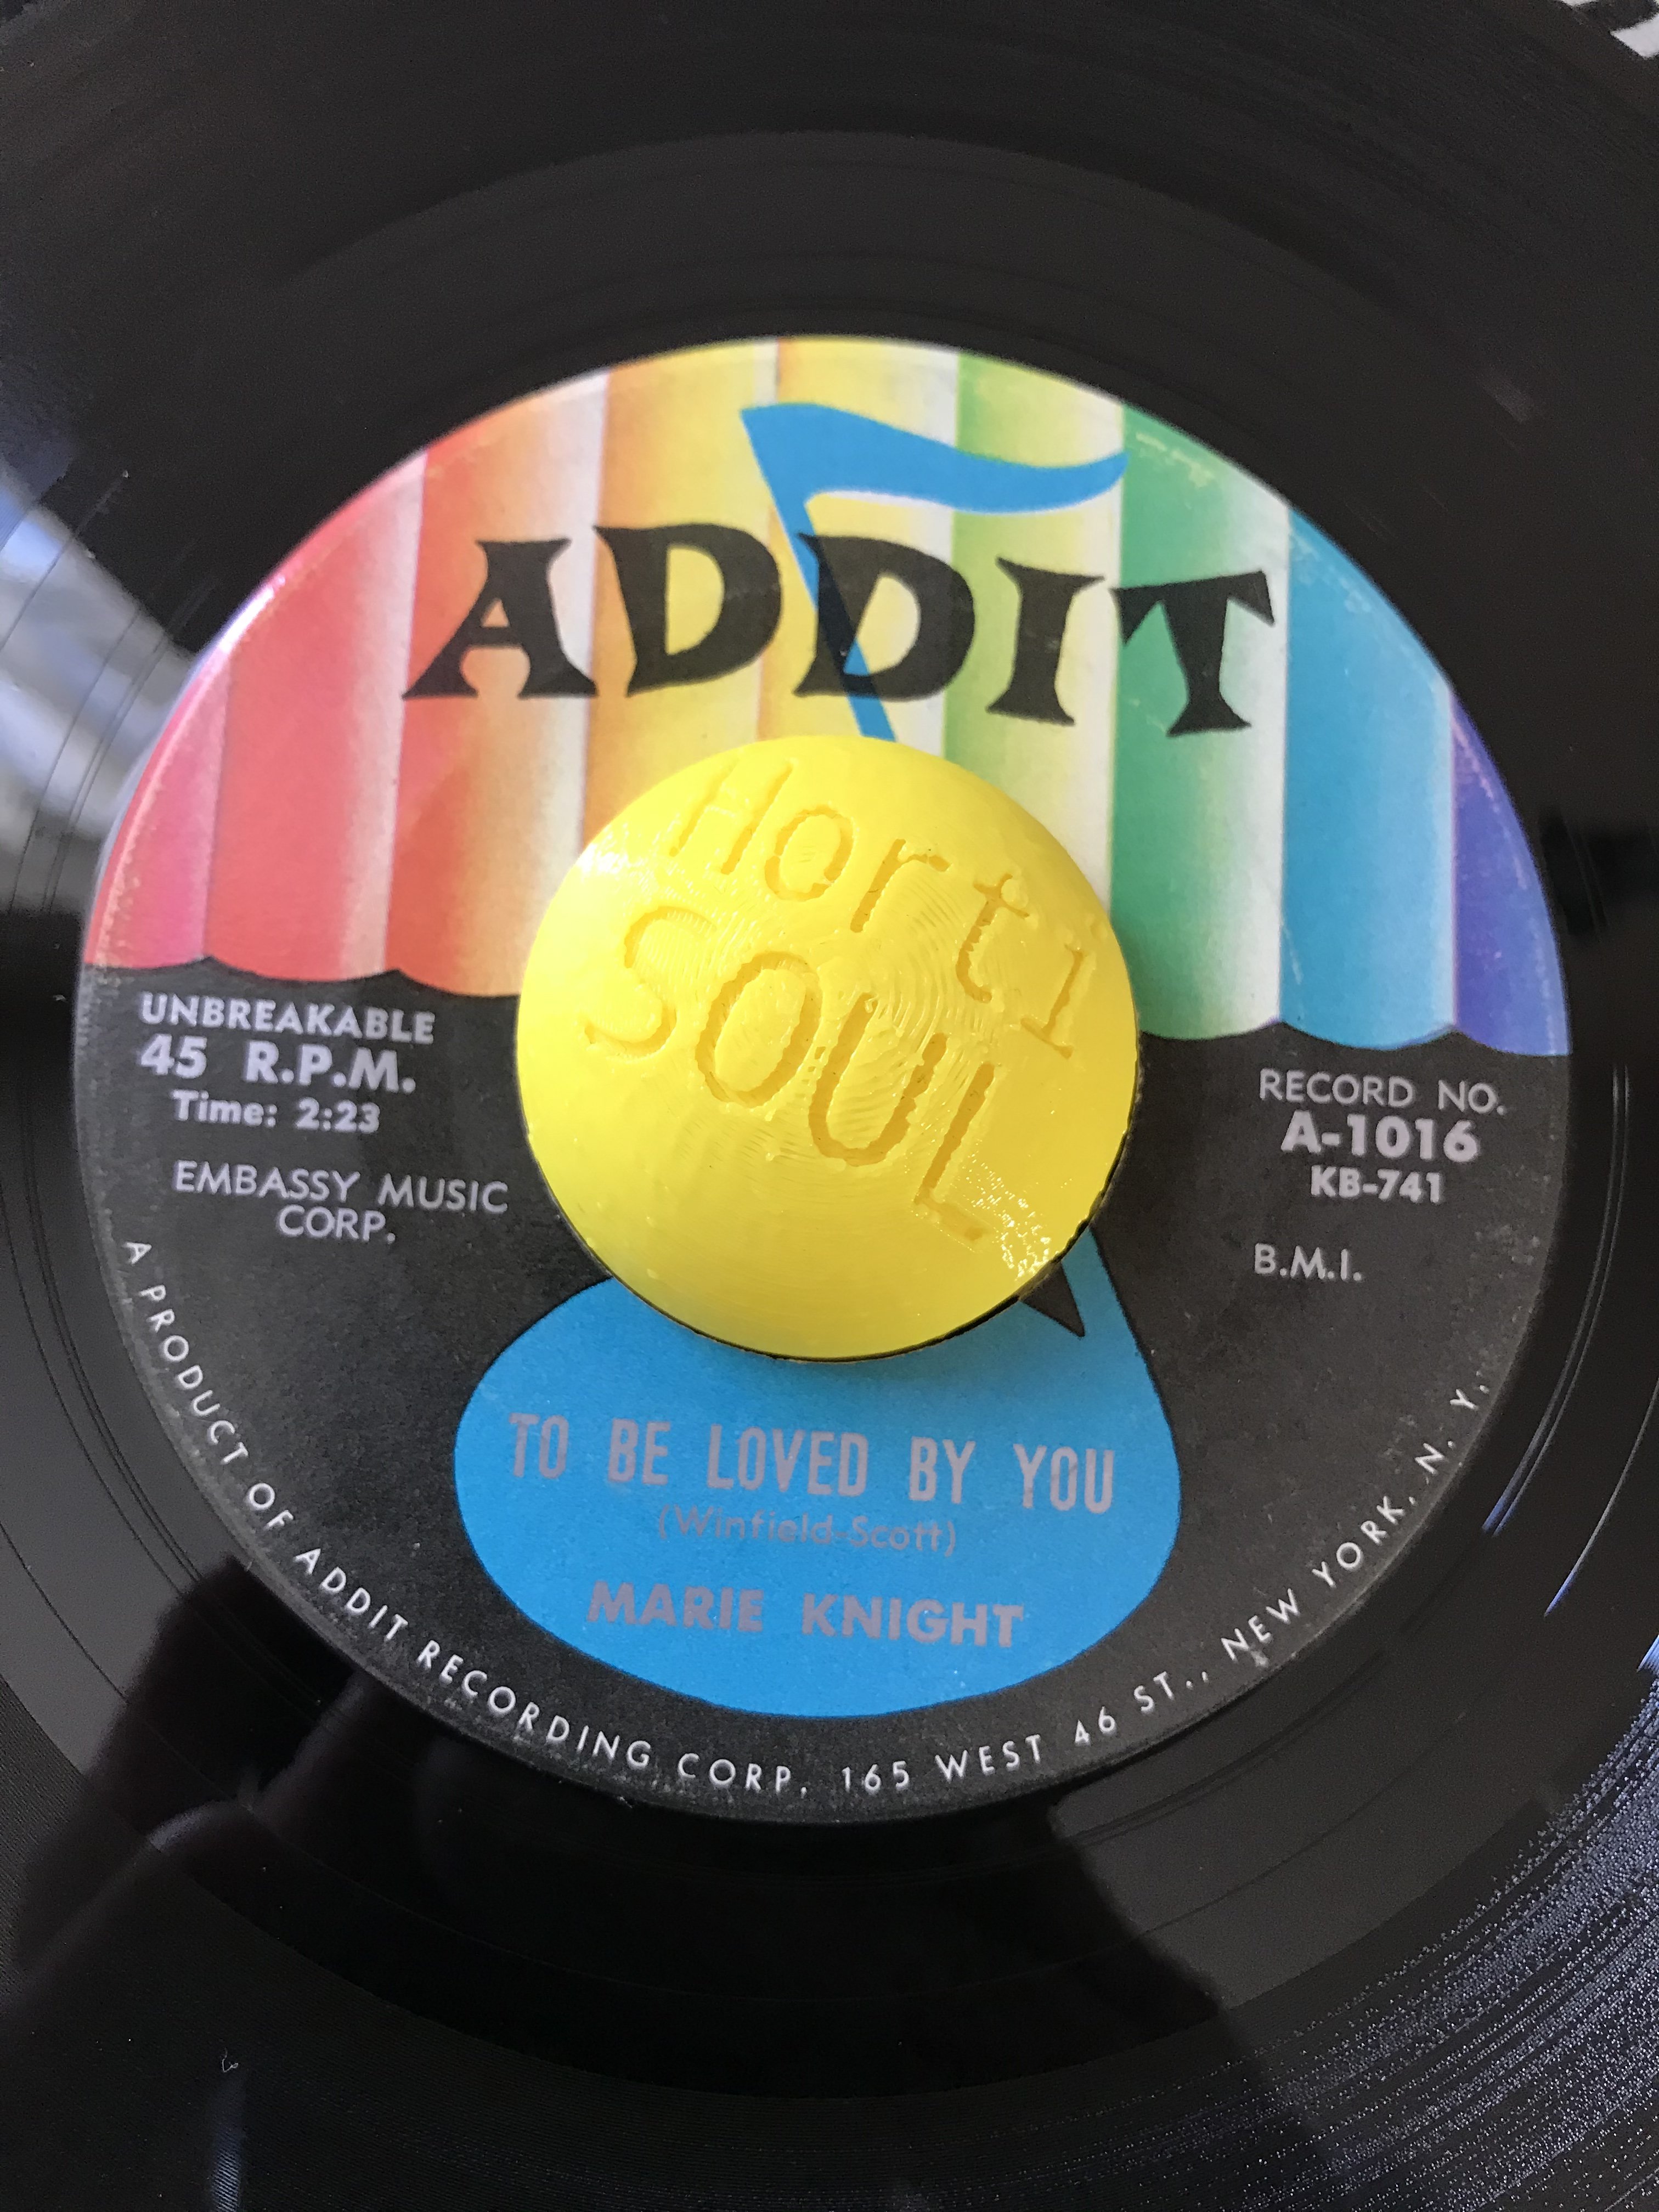 ADDIT
Horti
SOUL
UNBREAKABLE
45 R.P.M.
Time: 2:23
EMBASSY MUSIC
CORP.
RECORD NO.
A-1016
KB-741
B.M.I.
TO BE LOVED BY YOU
(Winfield-Scott)
MARIE KNIGHT
A PRODUCT OF ADDIT RECORDING CORP. 165 WEST 46 ST., NEW YORK, N. Y.